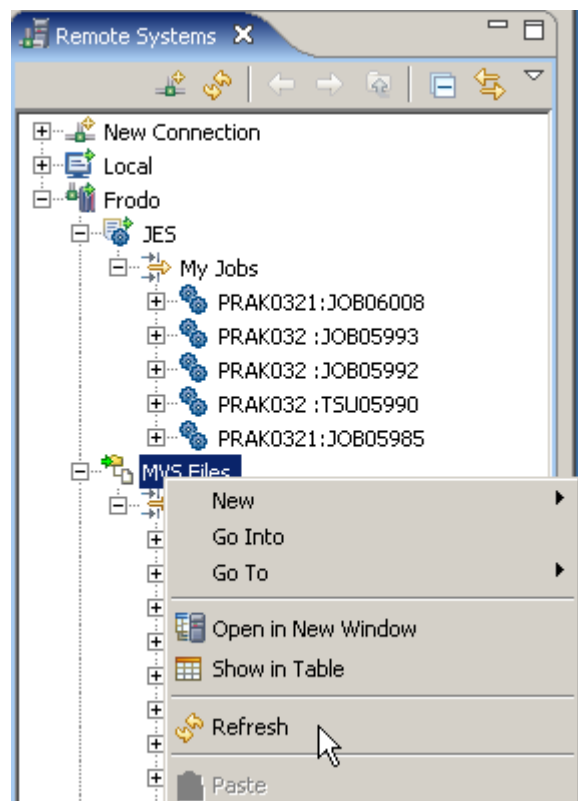 Remote Systems
New Connection
Local
Frodo
JES
My Jobs
PRAK0321:JOB06008
PRAK032 :JOB05993
PRAK032 :JOB05992
PRAK032 :TSU05990
PRAK0321:JOB05985
MVS Files
New
Go Into
Go To
Open in New Window
Show in Table
Refresh
Paste